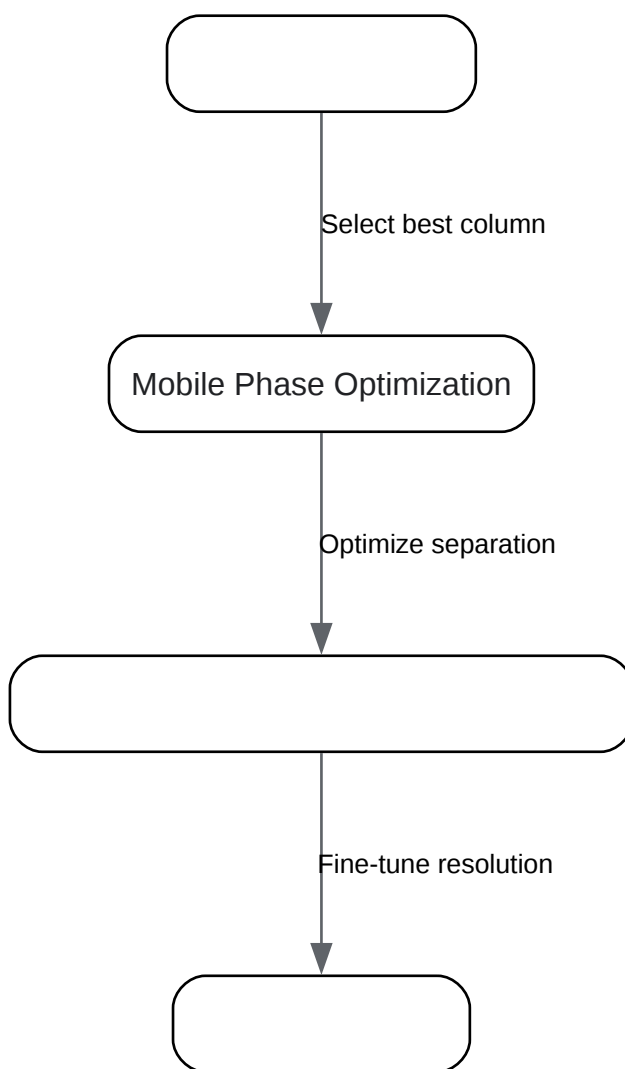 Select best column
Mobile Phase Optimization
Optimize separation
Fine-tune resolution